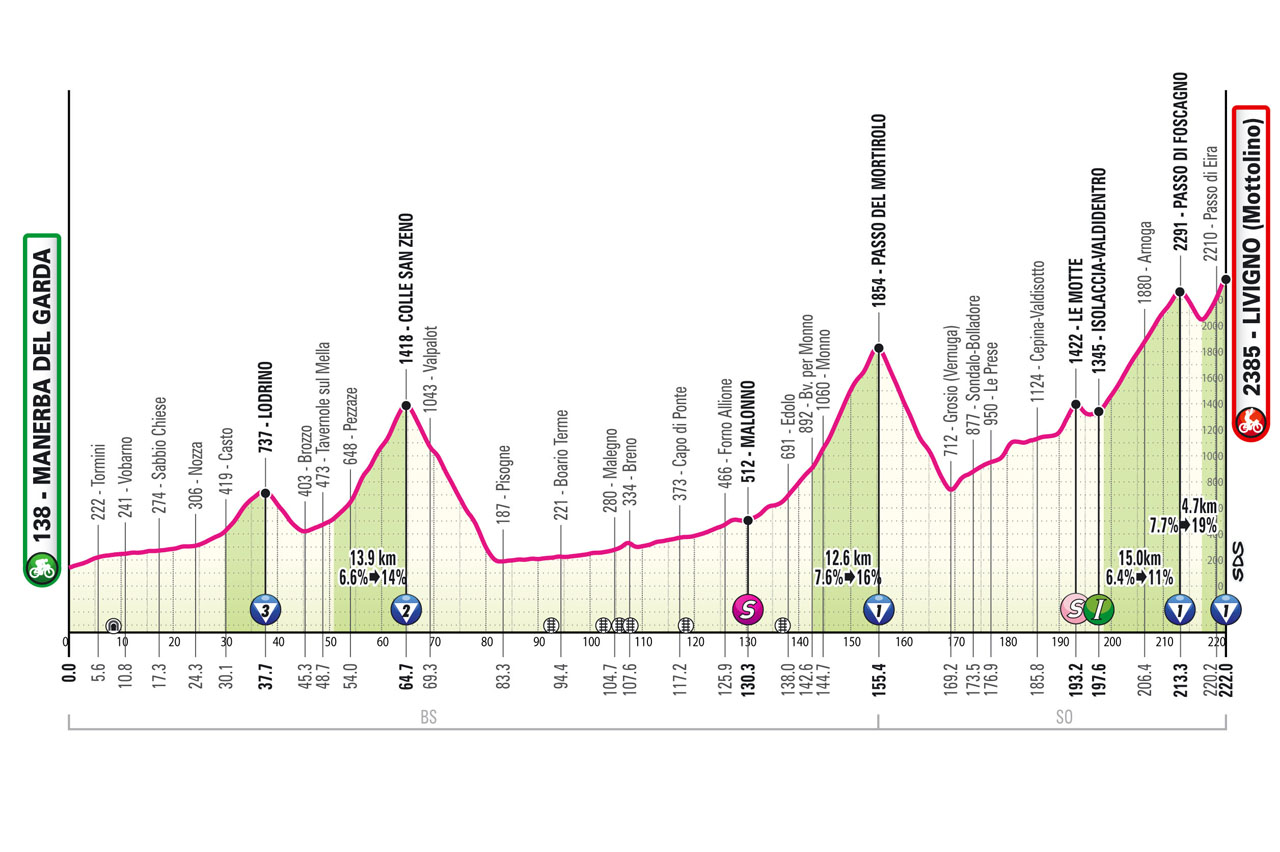 138 - MANERBA DEL GARDA
222 - Tormini
241 - Vobarno
274 - Sabbio Chiese
306 - Nozza
419 - Casto
737 - LODRINO
403 - Brozzo
473 - Tavernole sul Mella
648 - Pezzaze
1418 - COLLE SAN ZENO
1043 - Valpalot
187 - Pisogne
221 - Boario Terme
280 - Malegno
334 - Breno
373 - Capo di Ponte
466 - Forno Allione
512 - MALONNO
691 - Edolo
892 - Bv. per Monno
1060 - Monno
1854 - PASSO DEL MORTIROLO
712 - Grosio (Vernuga)
877 - Sondalo-Bolladore
950 - Le Prese
1124 - Cepina-Valdisotto
1422 - LE MOTTE
1345 - ISOLACCIA-VALDIDENTRO
1880 - Arnoga
2291 - PASSO DI FOSCAGNO
2210 - Passo di Eira
2385 - LIVIGNO (Mottolino)
2000
1800
1600
1400
1200
1000
800
400
200
0
13.9 km
6.6% 14%
12.6 km
7.6% 16%
15.0km
6.4% 11%
4.7km
7.7% 19%
SDS
3
2
S
1
S
I
1
1
0 10 20 30 40 50 60 70 80 90 100 110 120 130 140 150 160 170 180 190 200 210 220
0.0
5.6
10.8
17.3
24.3
30.1
37.7
45.3
48.7
54.0
64.7
69.3
83.3
94.4
104.7
107.6
117.2
125.9
130.3
138.0
142.6
144.7
155.4
169.2
173.5
176.9
185.8
193.2
197.6
206.4
213.3
220.2
222.0
BS
SO